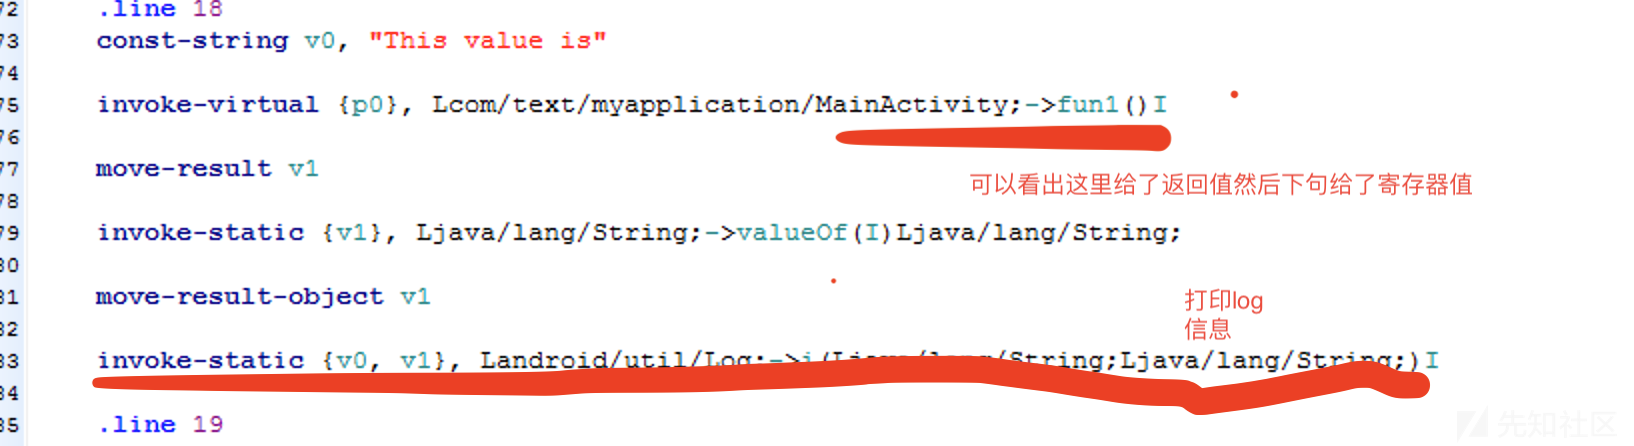 72 .line 18
73 const-string v0, "This value is"
74
75 invoke-virtual {p0}, Lcom/text/myapplication/MainActivity;->fun1()I
76
77 move-result v1
可以看出这里给了返回值然后下句给了寄存器值
78
79 invoke-static {v1}, Ljava/lang/String;->valueOf(I)Ljava/lang/String;
80
81 move-result-object v1
打印log
信息
82
83 invoke-static {v0, v1}, Landroid/util/Log;->i(Ljava/lang/String;Ljava/lang/String;)I
84
85 .line 19
先知社区